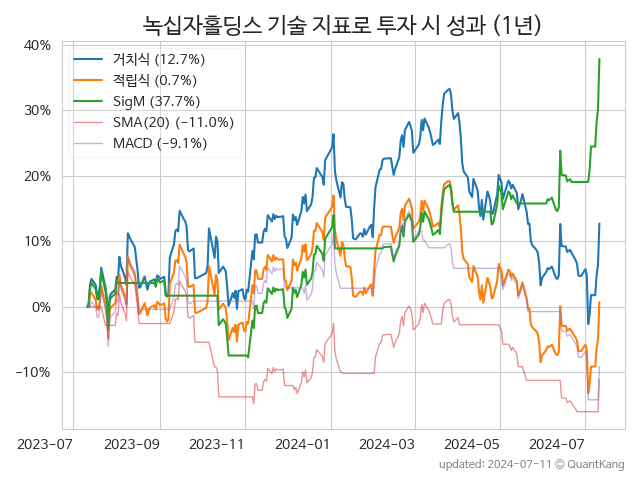 녹십자홀딩스 기술 지표로 투자 시 성과 (1년)
40%
30%
20%
10%
0%
−10%
거치식 (12.7%)
적립식 (0.7%)
SigM (37.7%)
SMA(20) (−11.0%)
MACD (−9.1%)
2023-07 2023-09 2023-11 2024-01 2024-03 2024-05 2024-07
updated: 2024-07-11 © QuantKang